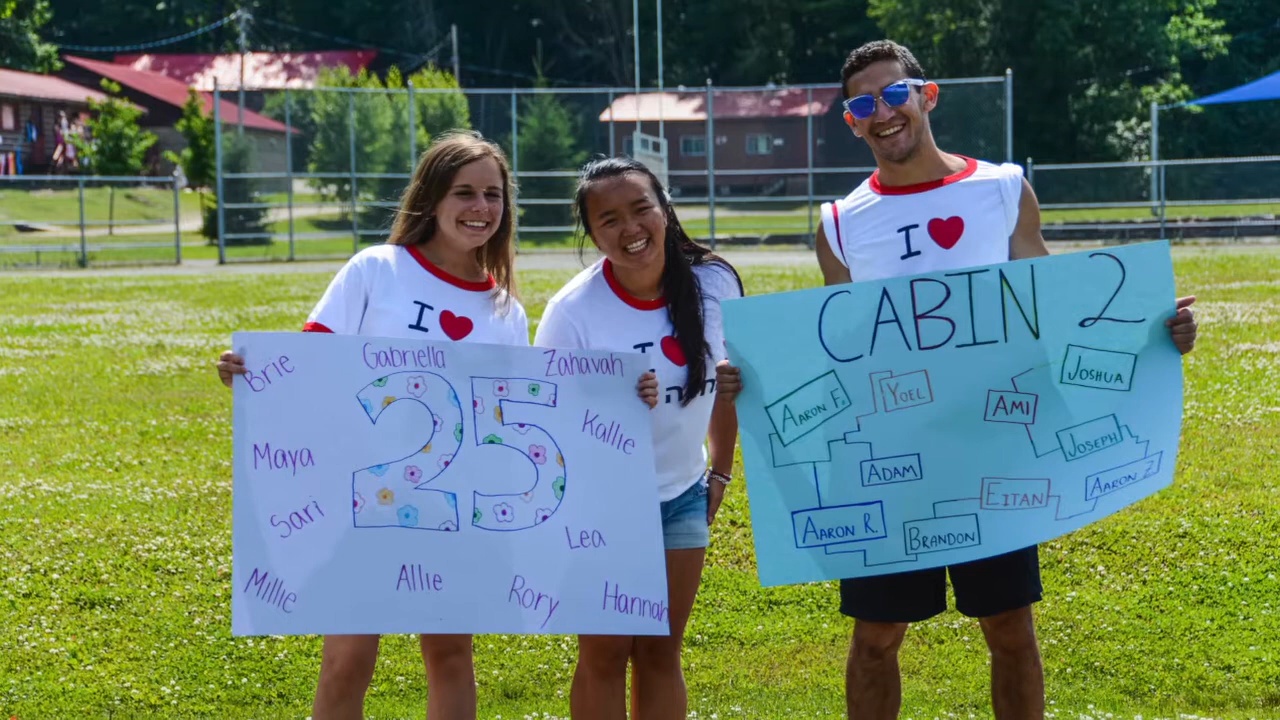 I ❤
I ❤
I ❤
Brie
Gabriella
Zahavah
25
Maya
Kallie
Sari
Lea
Millie
Allie
Rory
Hannah
CABIN 2
JOSHUA
YOEL
AARON F.
AMI
JOSEPH
ADAM
AARON Z.
EITAN
AARON R.
BRANDON